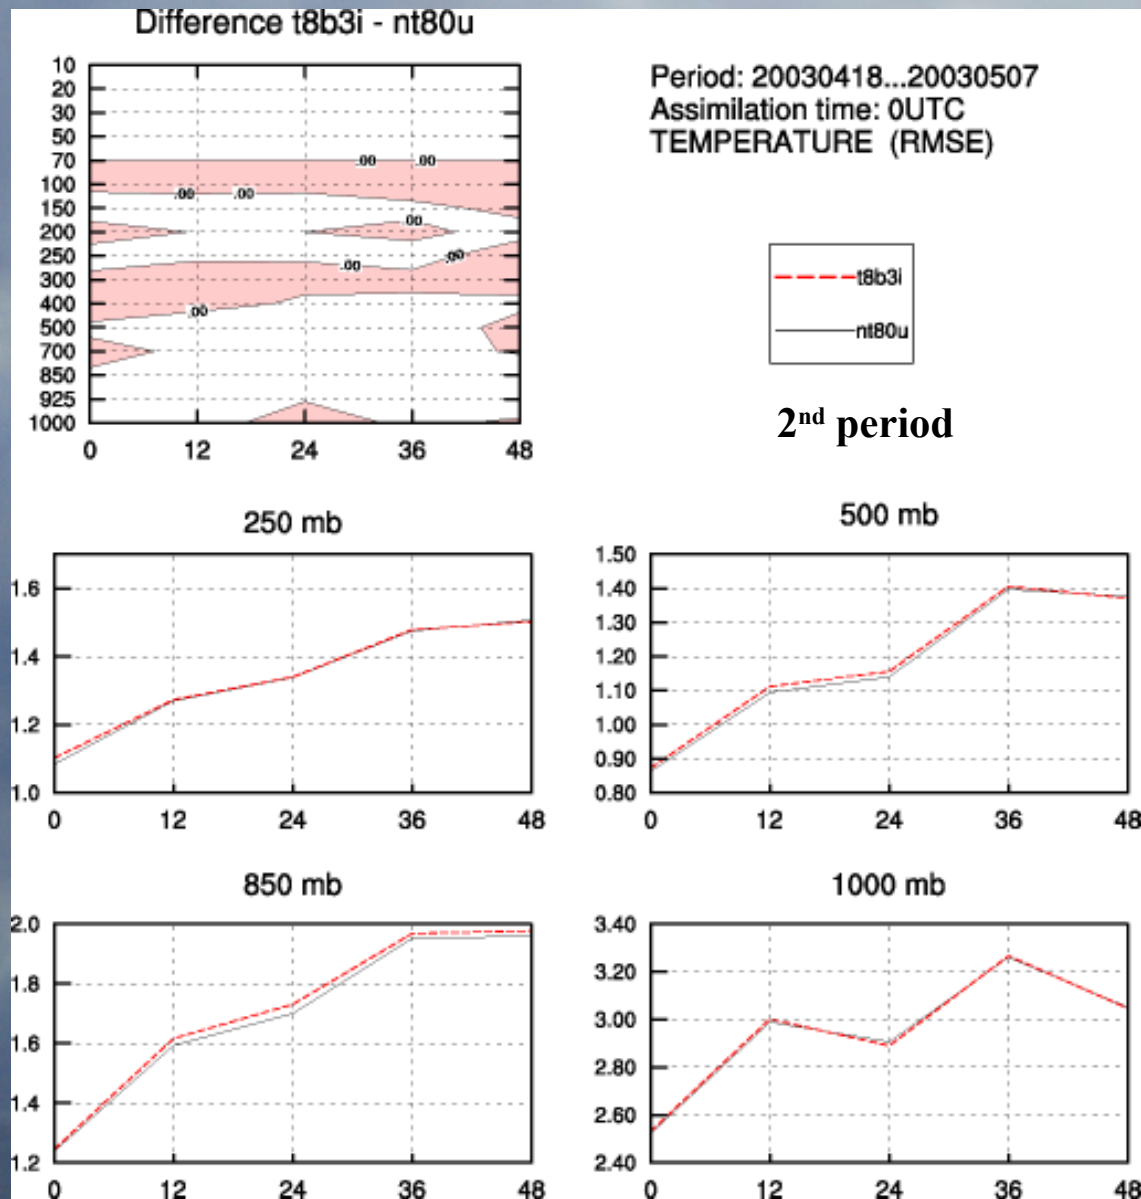 Difference t8b3i - nt80u
10
20
30
50
70
100
150
200
250
300
400
500
700
850
925
1000
.00 .00
.00 .00
.00
.00 .00
.00
0 12 24 36 48
Period: 20030418...20030507
Assimilation time: 0UTC
TEMPERATURE (RMSE)
t8b3i
nt80u
2nd period
250 mb
1.6
1.4
1.2
1.0
0 12 24 36 48
500 mb
1.50
1.40
1.30
1.20
1.10
1.00
0.90
0.80
0 12 24 36 48
850 mb
2.0
1.8
1.6
1.4
1.2
0 12 24 36 48
1000 mb
3.40
3.20
3.00
2.80
2.60
2.40
0 12 24 36 48